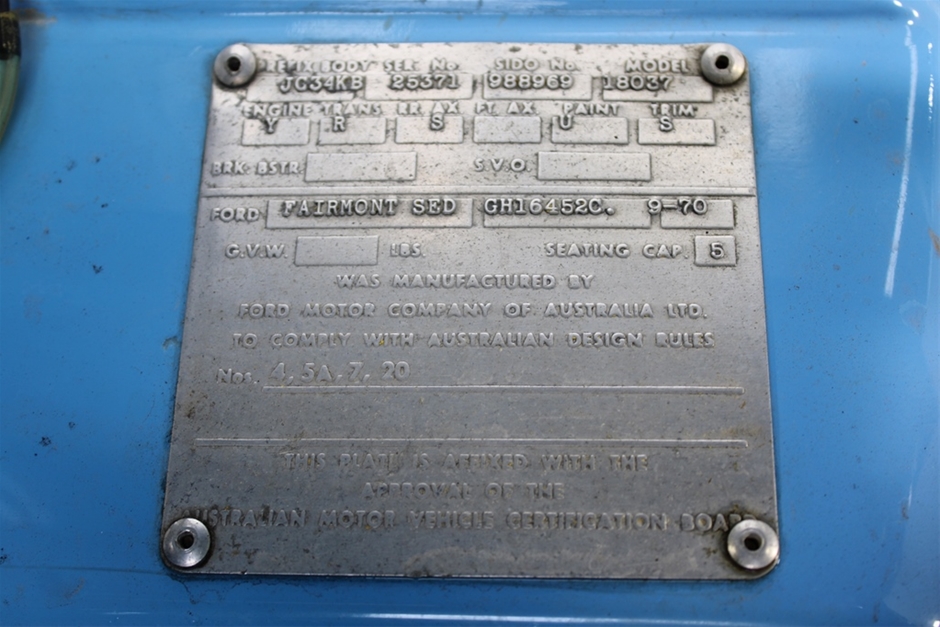 PREFIX/BODY SER. No. SIDO No. MODEL
JG34KB 25371 988969 18037
ENGINE TRANS RR. AX FT. AX. PAINT TRIM
Y R S U S
BRK. BSTR. S.V.O.
FORD FAIRMONT SED GH16452C. 9-70
G.V.W. LBS. SEATING CAP. 5
WAS MANUFACTURED BY
FORD MOTOR COMPANY OF AUSTRALIA LTD.
TO COMPLY WITH AUSTRALIAN DESIGN RULES
Nos. 4, 5A, 7, 20
THIS PLATE IS AFFIXED WITH THE
APPROVAL OF THE
AUSTRALIAN MOTOR VEHICLE CERTIFICATION BOARD